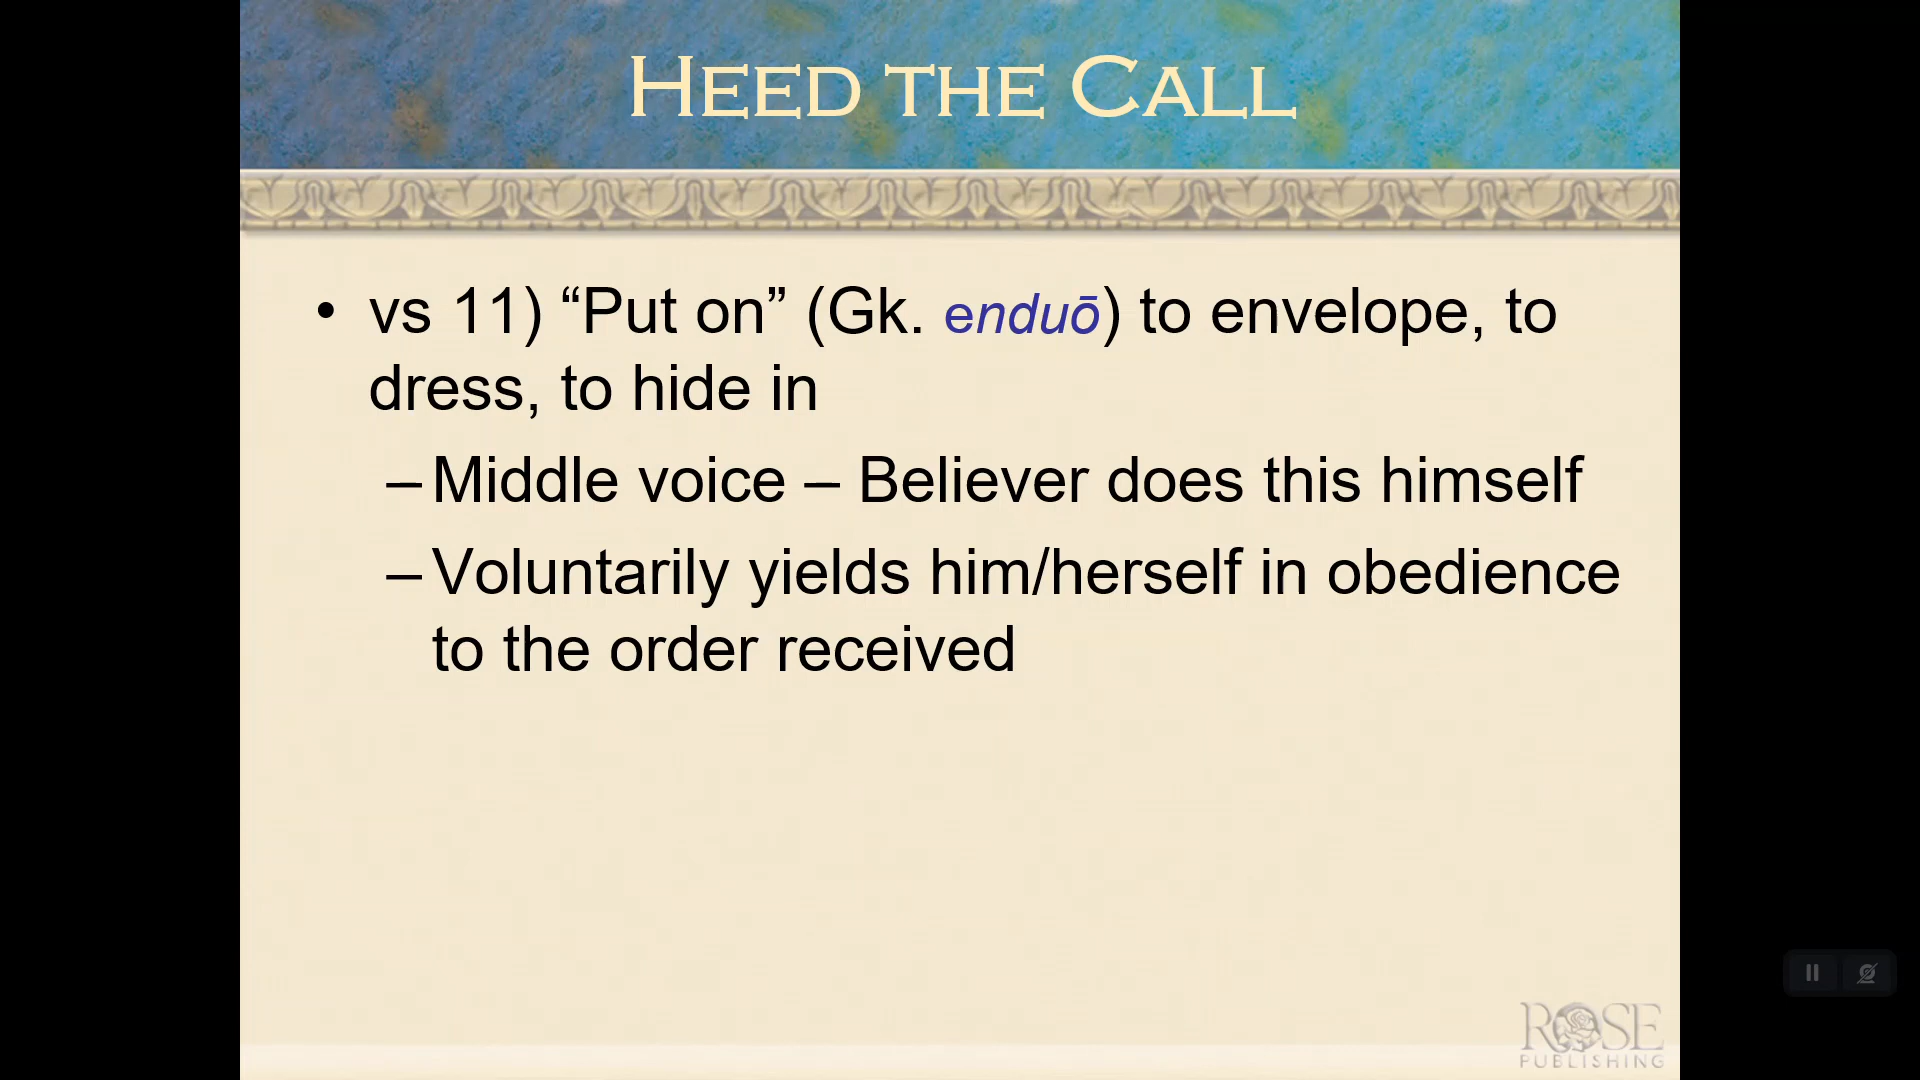 HEED THE CALL
• vs 11) “Put on” (Gk. enduō) to envelope, to
dress, to hide in
– Middle voice – Believer does this himself
– Voluntarily yields him/herself in obedience
to the order received
ROSE
PUBLISHING